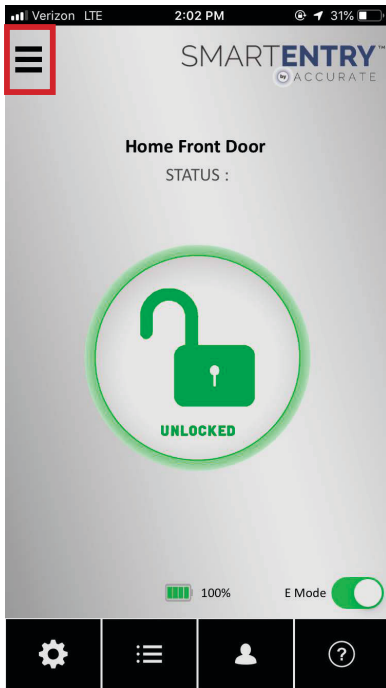 Verizon LTE 2:02 PM 31%
SMARTENTRY™
by ACCURATE
Home Front Door
STATUS :
UNLOCKED
100% E Mode
?